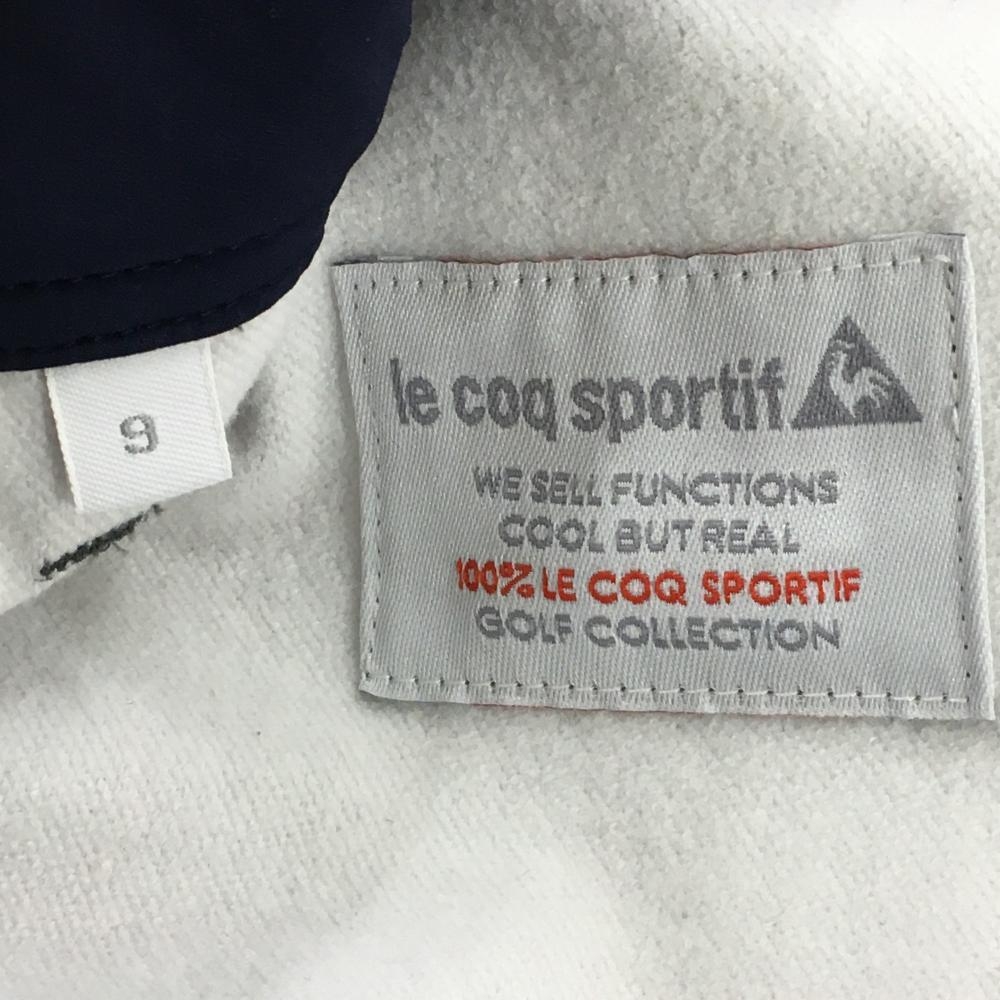 9
le coq sportif
WE SELL FUNCTIONS
COOL BUT REAL
100% LE COQ SPORTIF
GOLF COLLECTION